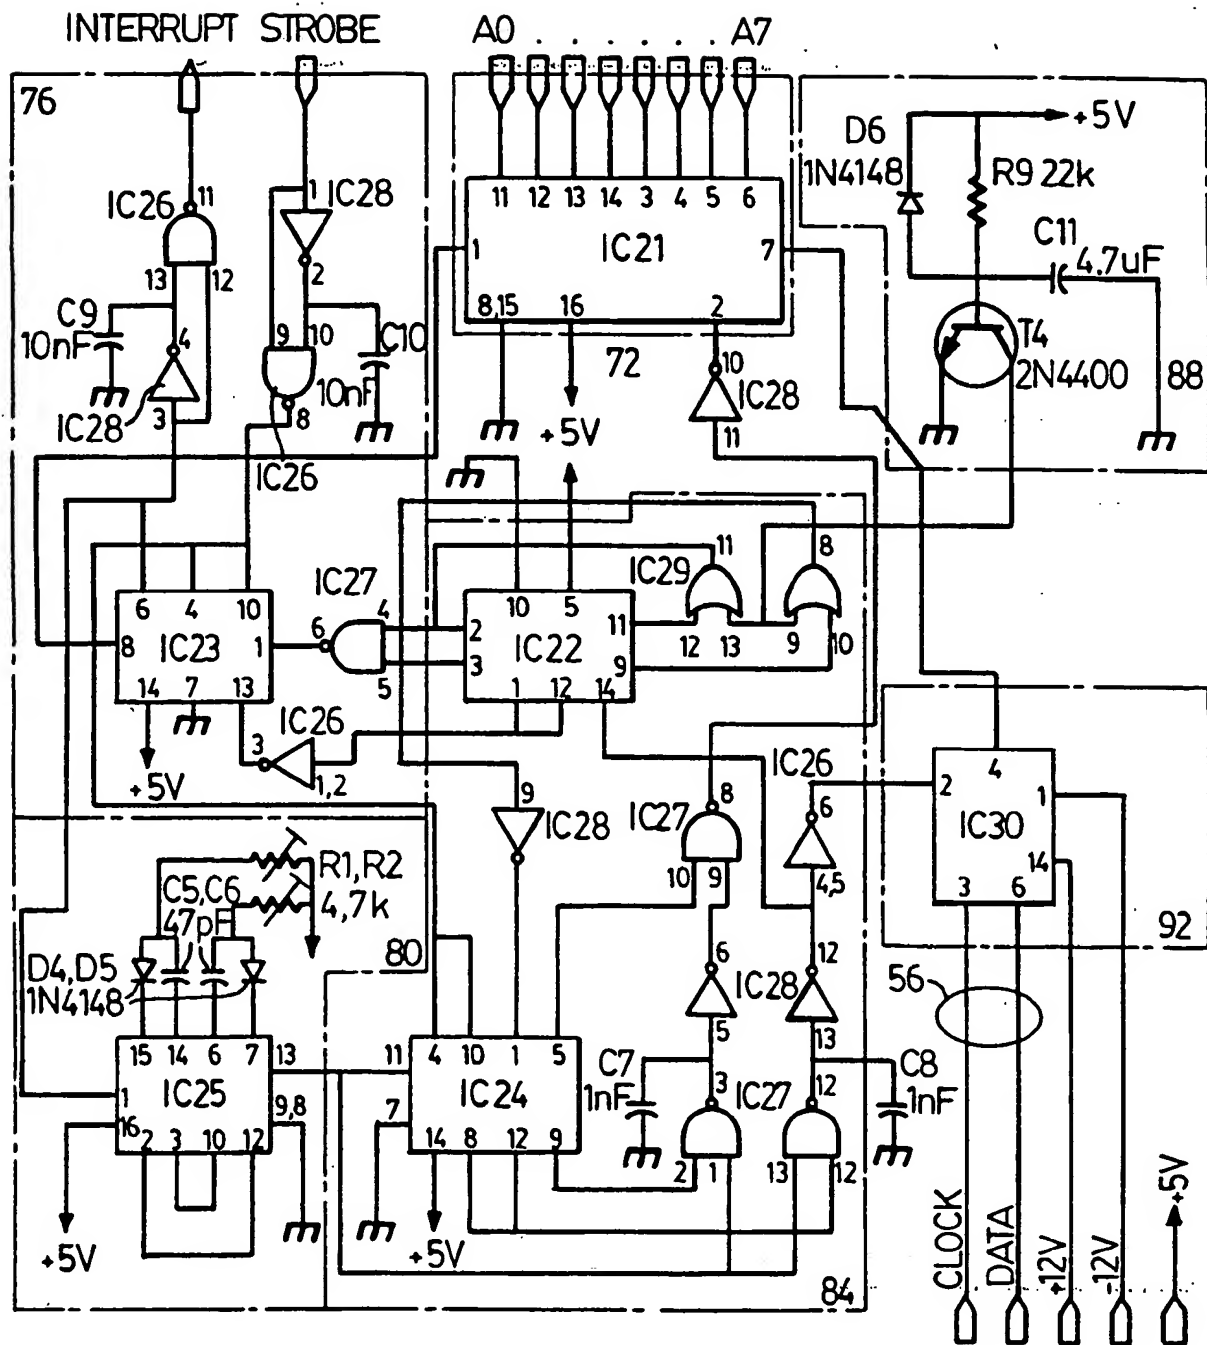 INTERRUPT STROBE
A0 . . . . . . A7
76
D6
1N4148
+5V
R9 22k
C11
4.7uF
IC26
11
13
12
1
IC28
2
11 12 13 14 3 4 5 6
1
IC21
7
8,15
16
2
72
C9
10nF
4
3
IC28
9
10
C10
10nF
8
IC26
10
IC28
11
+5V
T4
2N4400
88
6
4
10
8
IC23
1
14
7
13
+5V
IC27
6
4
5
10
5
2
3
IC22
11
9
1
12
14
IC29
11
12
13
8
9
10
IC26
3
1,2
9
IC28
IC27
8
10
9
IC26
6
4,5
2
4
1
IC30
14
3
6
92
R1,R2
4,7k
C5,C6
47pF
D4,D5
1N4148
80
15
14
6
7
13
1
IC25
9,8
16
2
3
10
12
+5V
11
4
10
1
5
7
IC24
14
8
12
9
+5V
6
IC28
5
12
13
C7
1nF
3
IC27
2
1
12
13
12
C8
1nF
56
84
CLOCK
DATA
+12V
-12V
+5V